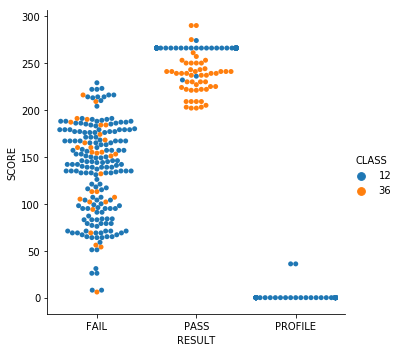 300
250
200
150
100
50
0
SCORE
FAIL PASS PROFILE
RESULT
CLASS
12
36